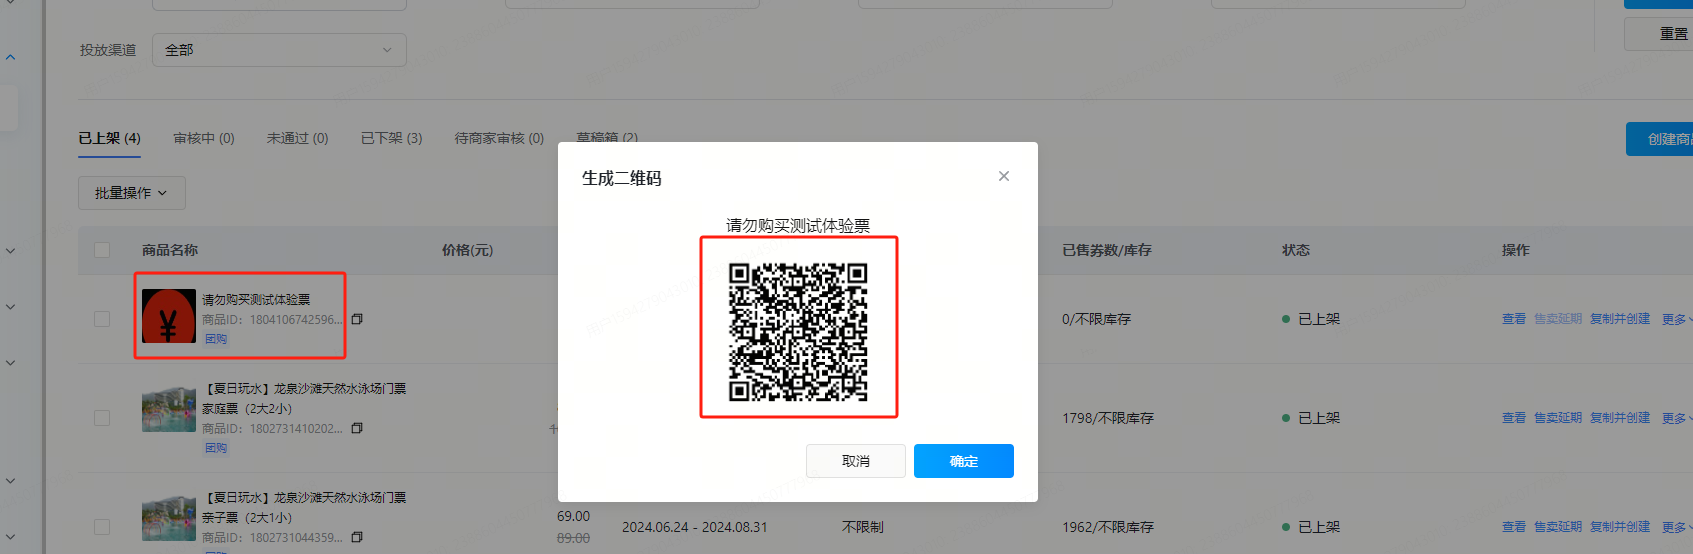 投放渠道
全部
重置
已上架 (4)
审核中 (0)
未通过 (0)
已下架 (3)
待商家审核 (0)
草稿箱 (2)
创建商
批量操作
生成二维码
请勿购买测试体验票
取消
确定
商品名称
价格(元)
已售券数/库存
状态
操作
请勿购买测试体验票
商品ID：1804106742596...
团购
0/不限库存
已上架
查看 售卖延期 复制并创建 更多
【夏日玩水】龙泉沙滩天然水泳场门票
家庭票（2大2小）
商品ID：1802731410202...
团购
1798/不限库存
已上架
查看 售卖延期 复制并创建 更多
【夏日玩水】龙泉沙滩天然水泳场门票
亲子票（2大1小）
商品ID：1802731044359...
69.00
89.00
2024.06.24 - 2024.08.31
不限制
1962/不限库存
已上架
查看 售卖延期 复制并创建 更多